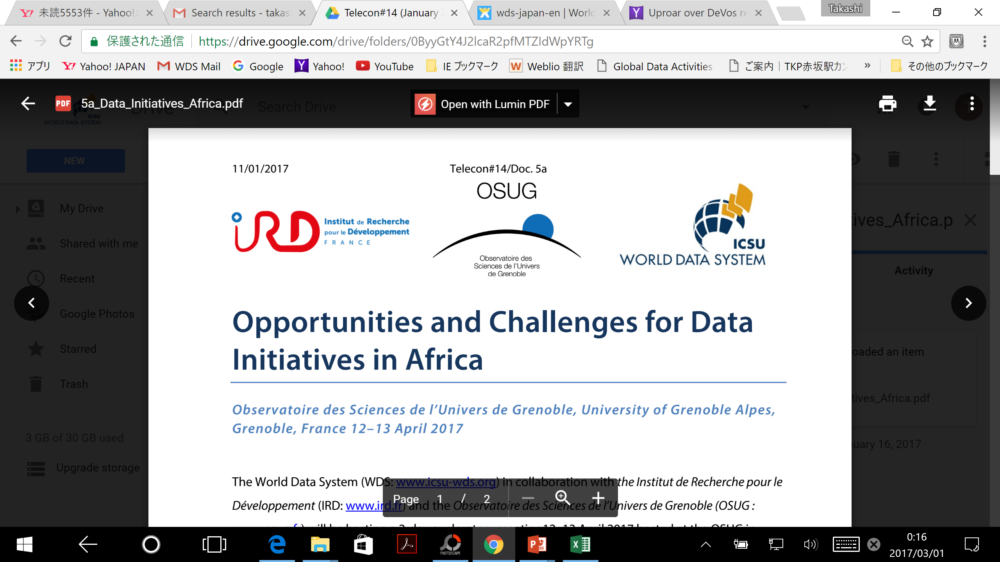 未読5553件 - Yahoo!
Search results - takas
Telecon#14 (January
wds-japan-en | World
Uproar over DeVos re
Takashi
保護された通信
https://drive.google.com/drive/folders/0ByyGtY4J2lcaR2pfMTZIdWpYRTg
アプリ
Yahoo! JAPAN
WDS Mail
Google
Yahoo!
YouTube
IE ブックマーク
Weblio 翻訳
Global Data Activities
ご案内 | TKP赤坂駅カン
»
その他のブックマーク
PDF 5a_Data_Initiatives_Africa.pdf
Drive
Search Drive
Open with Lumin PDF
ICSU
WORLD DATA SYSTEM
NEW
My Drive
Shared with me
Recent
Google Photos
Starred
Trash
3 GB of 30 GB used
Upgrade storage
tives_Africa.p
Activity
oaded an item
tives_Africa.pdf
uary 16, 2017
11/01/2017 Telecon#14/Doc. 5a
OSUG
iRD
Institut de Recherche
pour le Développement
FRANCE
Observatoire des
Sciences de l'Univers
de Grenoble
ICSU
WORLD DATA SYSTEM
Opportunities and Challenges for Data
Initiatives in Africa
Observatoire des Sciences de l'Univers de Grenoble, University of Grenoble Alpes,
Grenoble, France 12–13 April 2017
The World Data System (WDS: www.icsu-wds.org) in collaboration with the Institut de Recherche pour le
Développement (IRD: www.ird.fr) and the Observatoire des Sciences de l'Univers de Grenoble (OSUG :
Page 1 / 2
PHOTOSCAPE
0:16
2017/03/01